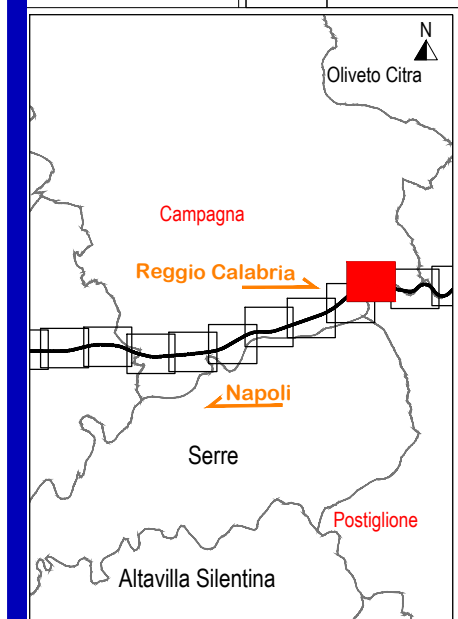 N
Oliveto Citra
Campagna
Reggio Calabria
Napoli
Serre
Postiglione
Altavilla Silentina